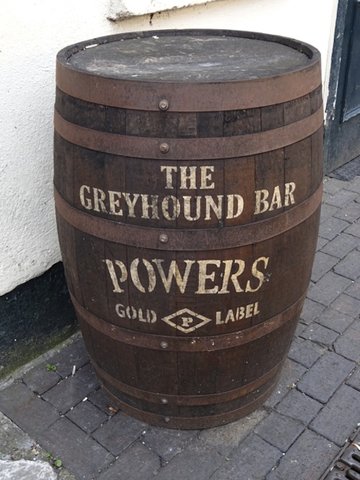 THE
GREYHOUND BAR
POWERS
GOLD P LABEL